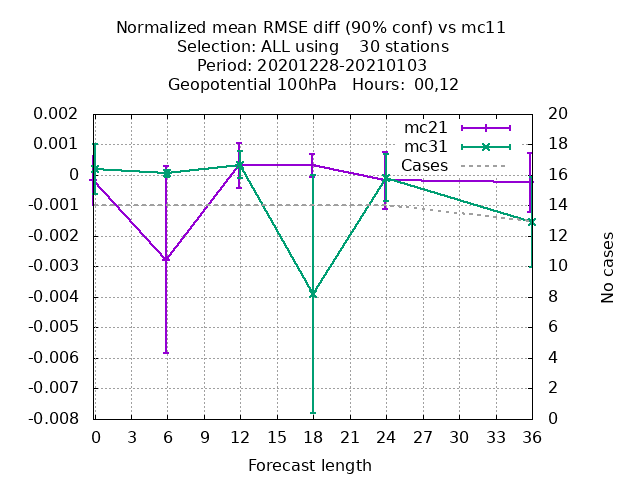 Normalized mean RMSE diff (90% conf) vs mc11
Selection: ALL using    30 stations
Period: 20201228-20210103
Geopotential 100hPa   Hours:  00,12
mc21
mc31
Cases
0.002
0.001
0
-0.001
-0.002
-0.003
-0.004
-0.005
-0.006
-0.007
-0.008
20
18
16
14
12
10
8
6
4
2
0
No cases
0 3 6 9 12 15 18 21 24 27 30 33 36
Forecast length